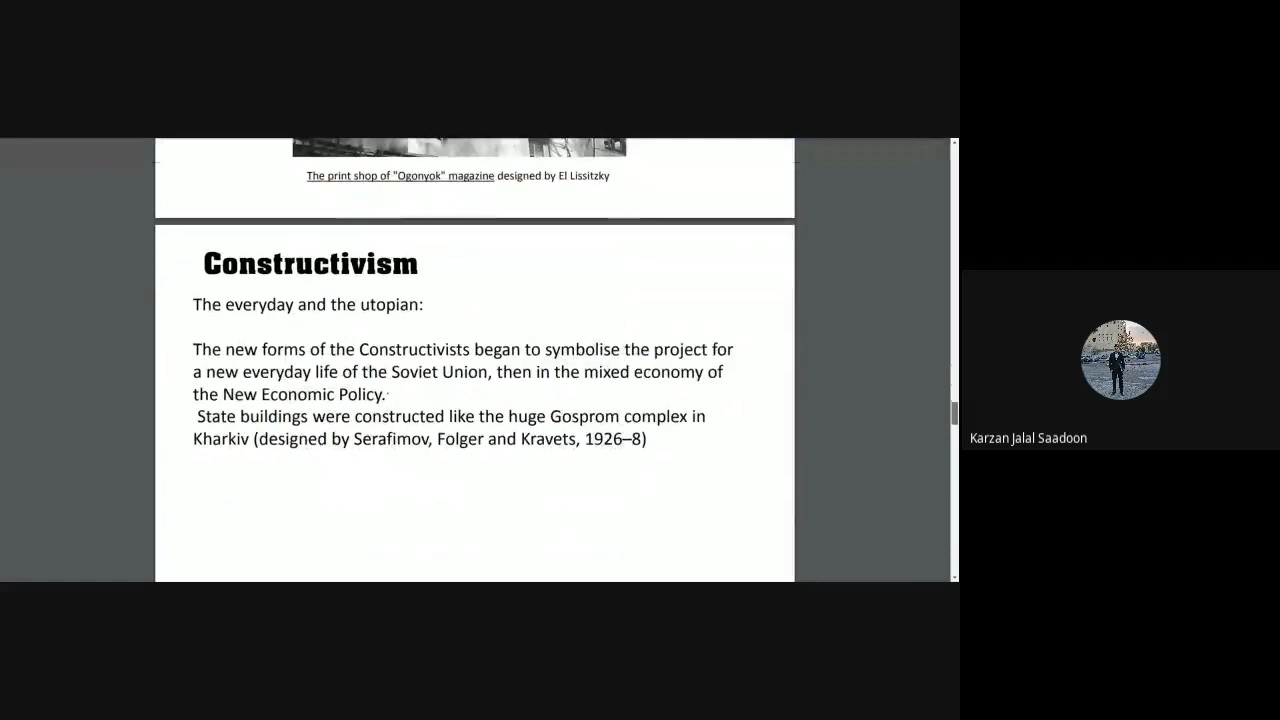 The print shop of "Ogonyok" magazine designed by El Lissitzky
Constructivism
The everyday and the utopian:
The new forms of the Constructivists began to symbolise the project for
a new everyday life of the Soviet Union, then in the mixed economy of
the New Economic Policy.
State buildings were constructed like the huge Gosprom complex in
Kharkiv (designed by Serafimov, Folger and Kravets, 1926–8)
Karzan Jalal Saadoon